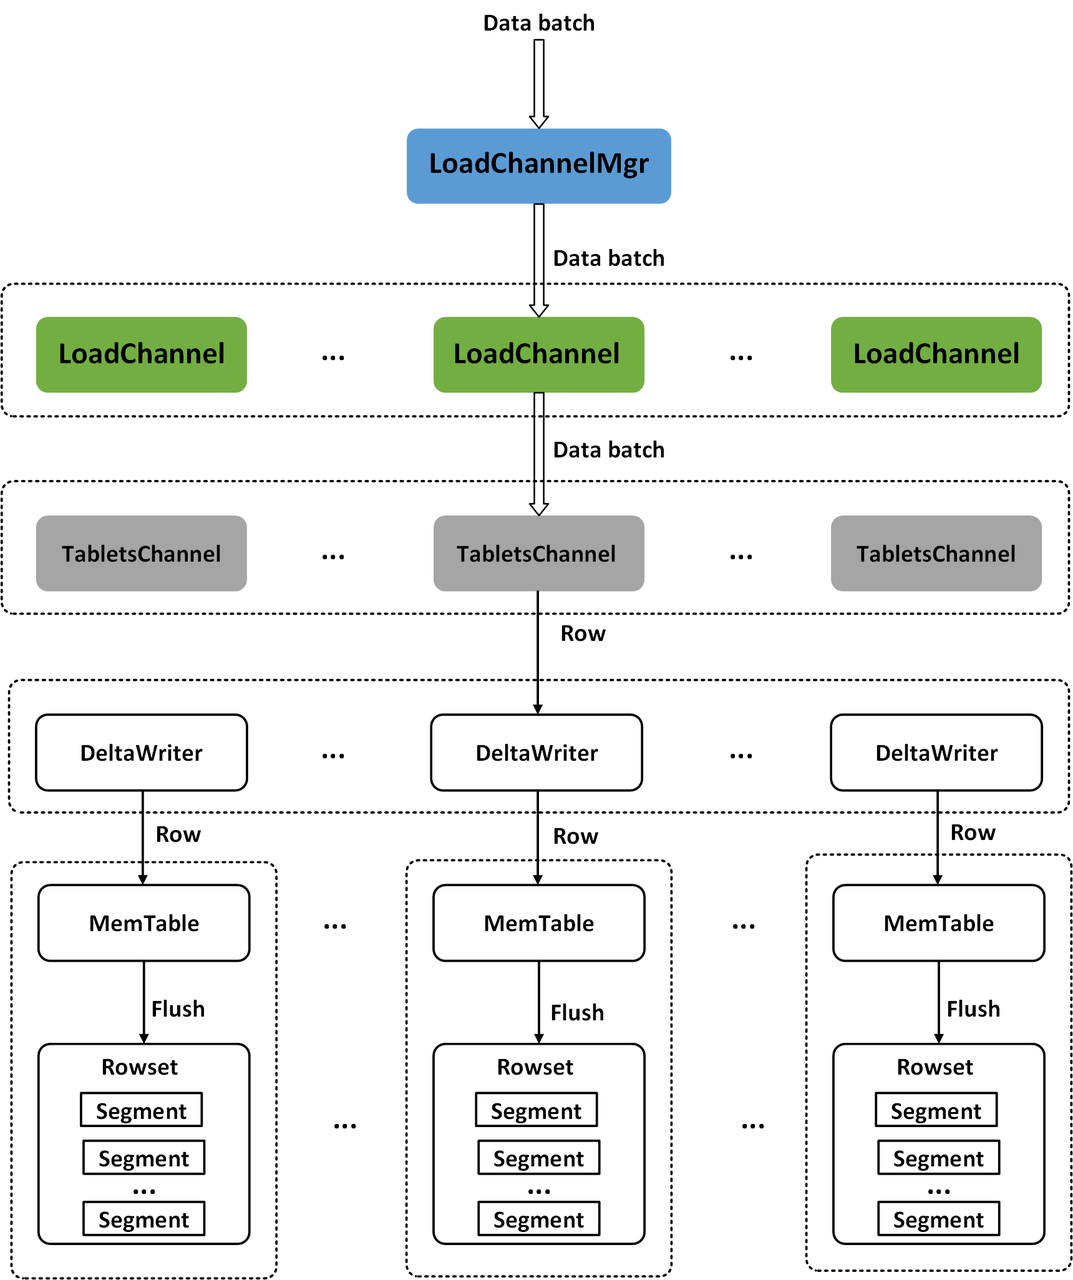 Data batch
LoadChannelMgr
Data batch
LoadChannel ... LoadChannel ... LoadChannel
Data batch
TabletsChannel ... TabletsChannel ... TabletsChannel
Row
DeltaWriter ... DeltaWriter ... DeltaWriter
Row Row Row
MemTable ... MemTable ... MemTable
Flush Flush Flush
Rowset Rowset Rowset
Segment Segment Segment
... ...
Segment Segment Segment
... ... ...
Segment Segment Segment